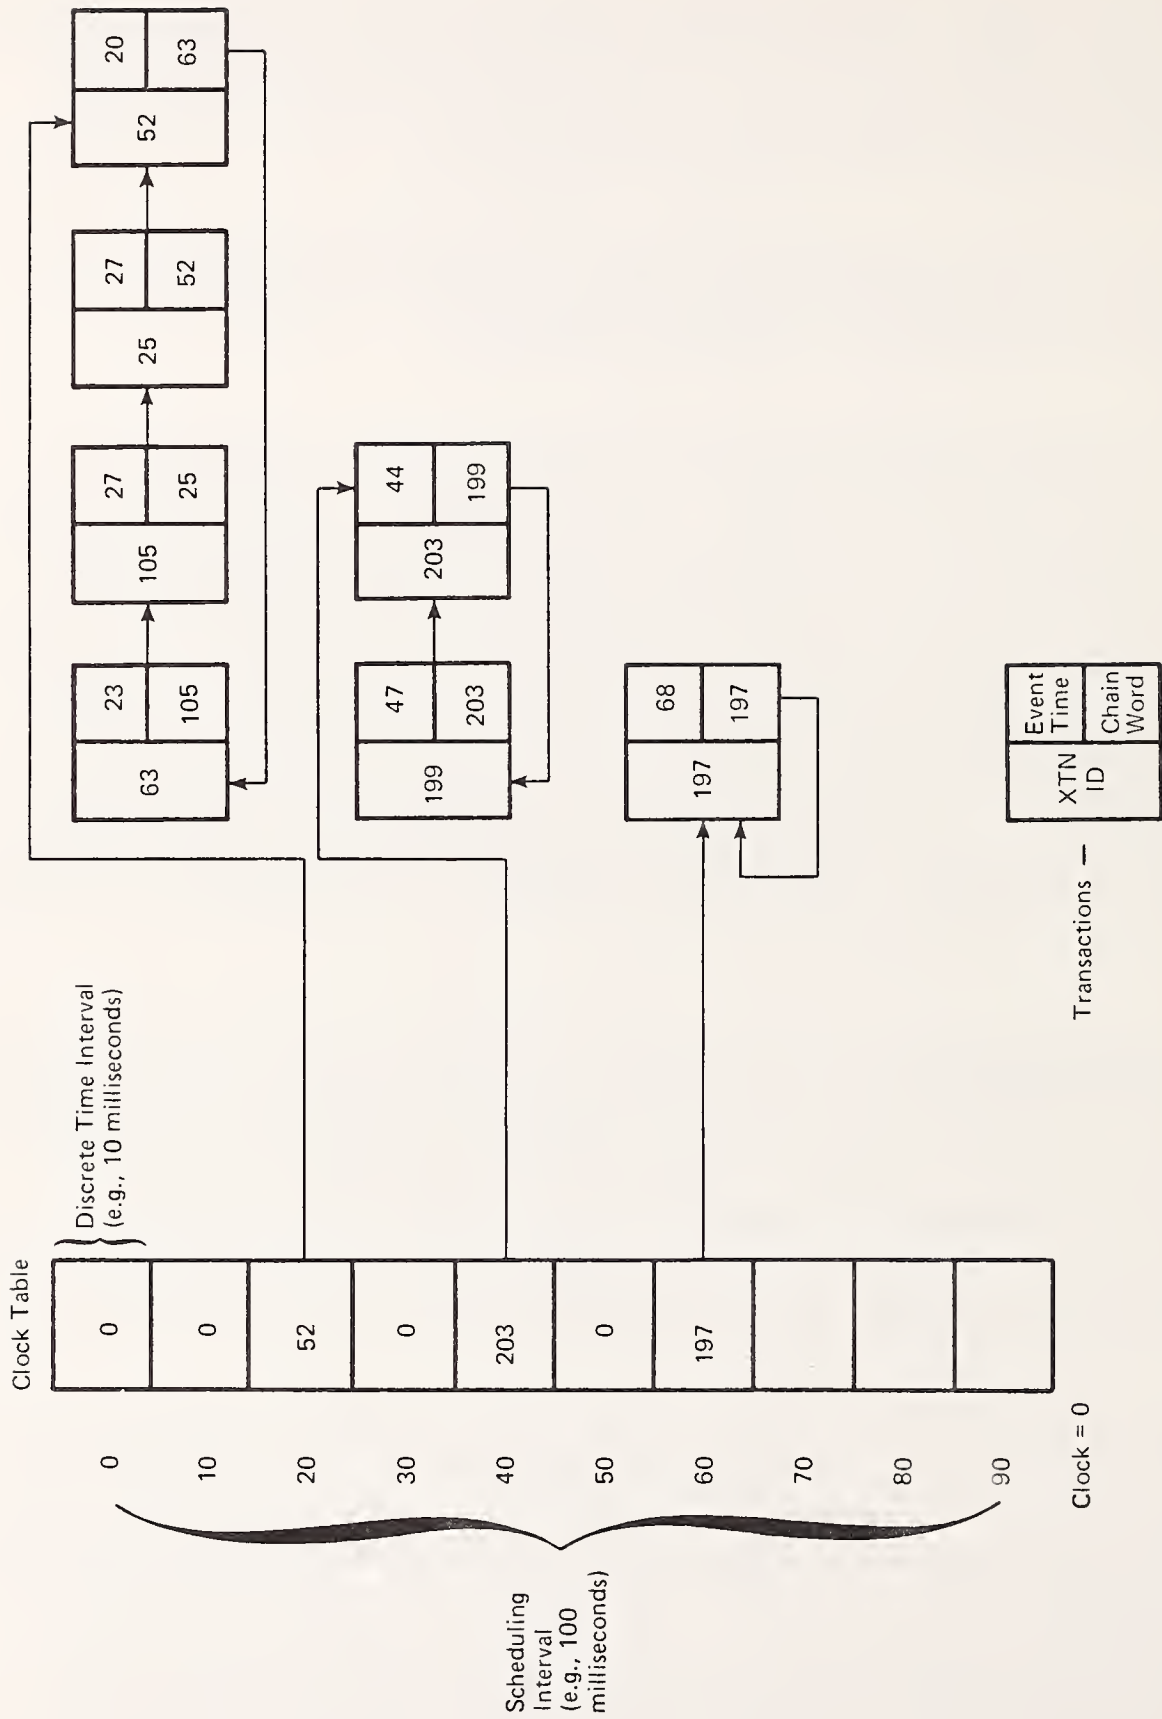 Clock Table
Discrete Time Interval
(e.g., 10 milliseconds)
Scheduling
Interval
(e.g., 100
milliseconds)
0
0
10
0
20
52
30
0
40
203
50
0
60
197
70
80
90
Clock = 0
63
23
105
105
27
25
25
27
52
52
20
63
199
47
203
203
44
199
197
68
197
Transactions —
XTN
ID
Event
Time
Chain
Word